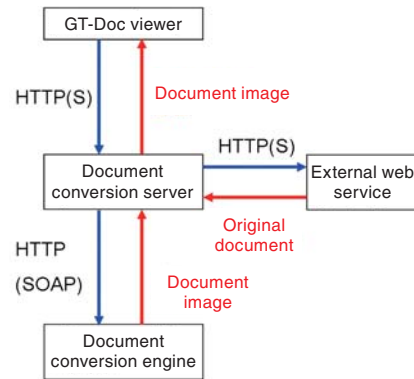 GT-Doc viewer
HTTP(S)
Document image
HTTP(S)
Document
conversion server
External web
service
Original
document
HTTP
(SOAP)
Document
image
Document
conversion engine